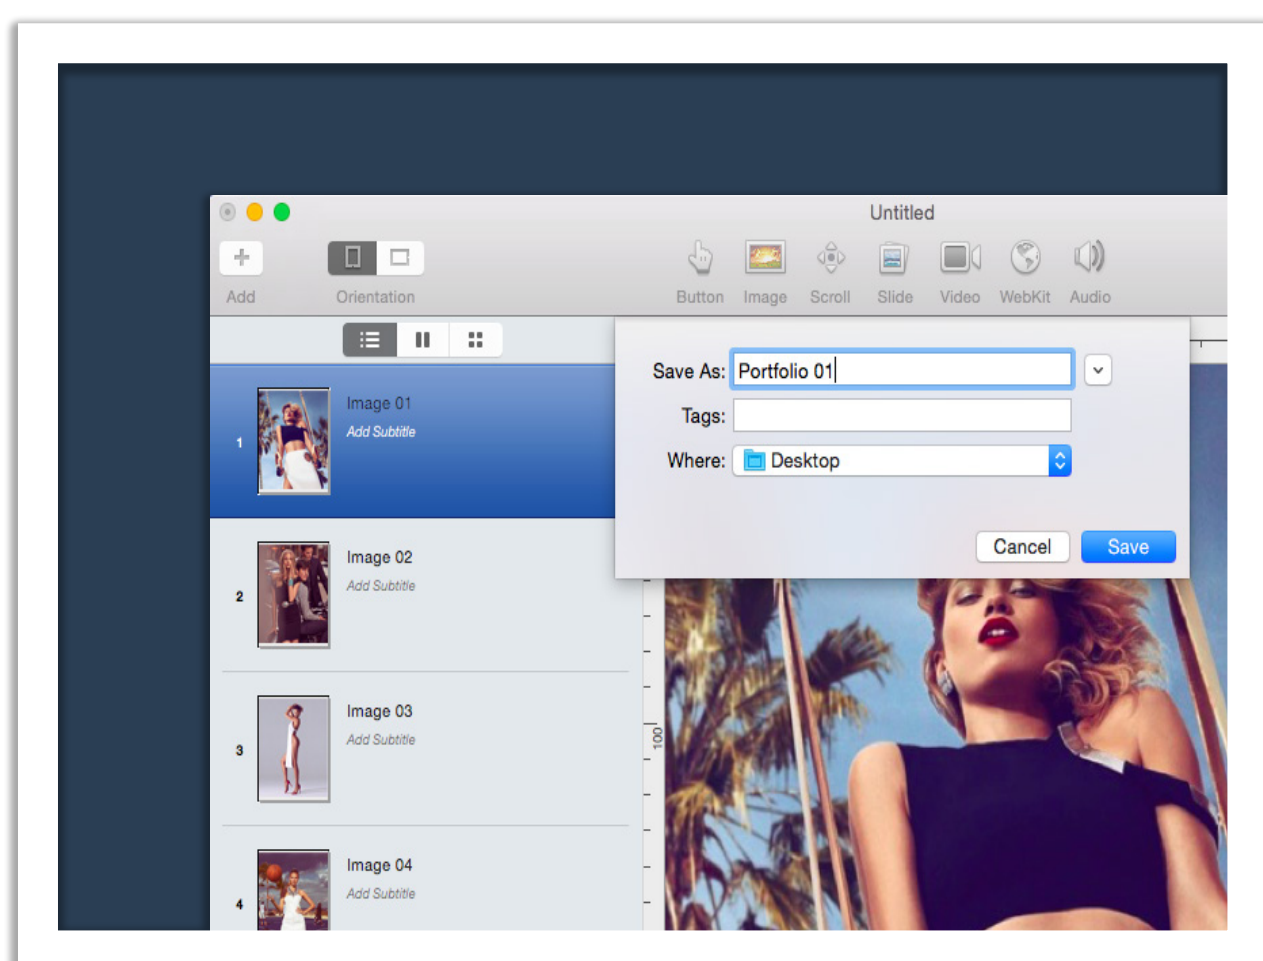 Untitled
Add
Orientation
Button Image Scroll Slide Video WebKit Audio
Save As: Portfolio 01
Tags:
Where: Desktop
Cancel Save
1
Image 01
Add Subtitle
2
Image 02
Add Subtitle
3
Image 03
Add Subtitle
4
Image 04
Add Subtitle
100